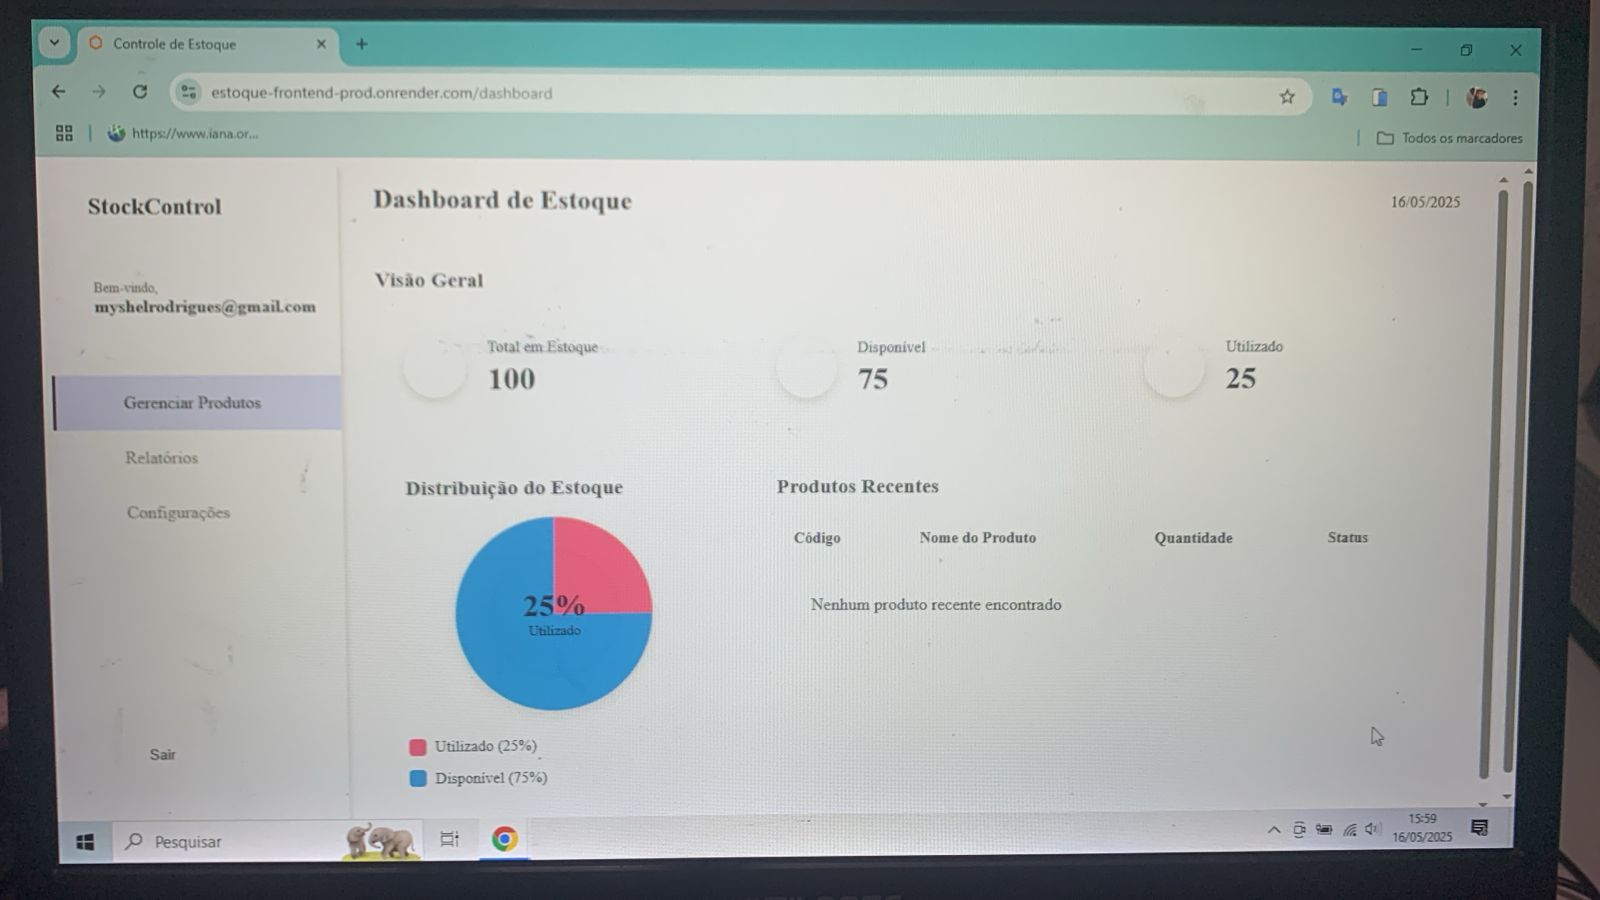 Controle de Estoque
estoque-frontend-prod.onrender.com/dashboard
https://www.iana.or...
Todos os marcadores
StockControl
Dashboard de Estoque
16/05/2025
Visão Geral
Bem-vindo,
myshelrodrigues@gmail.com
Total em Estoque
100
Disponível
75
Utilizado
25
Gerenciar Produtos
Relatórios
Configurações
Sair
Distribuição do Estoque
25%
Utilizado
Utilizado (25%)
Disponível (75%)
Produtos Recentes
Código Nome do Produto Quantidade Status
Nenhum produto recente encontrado
Pesquisar
15:59
16/05/2025